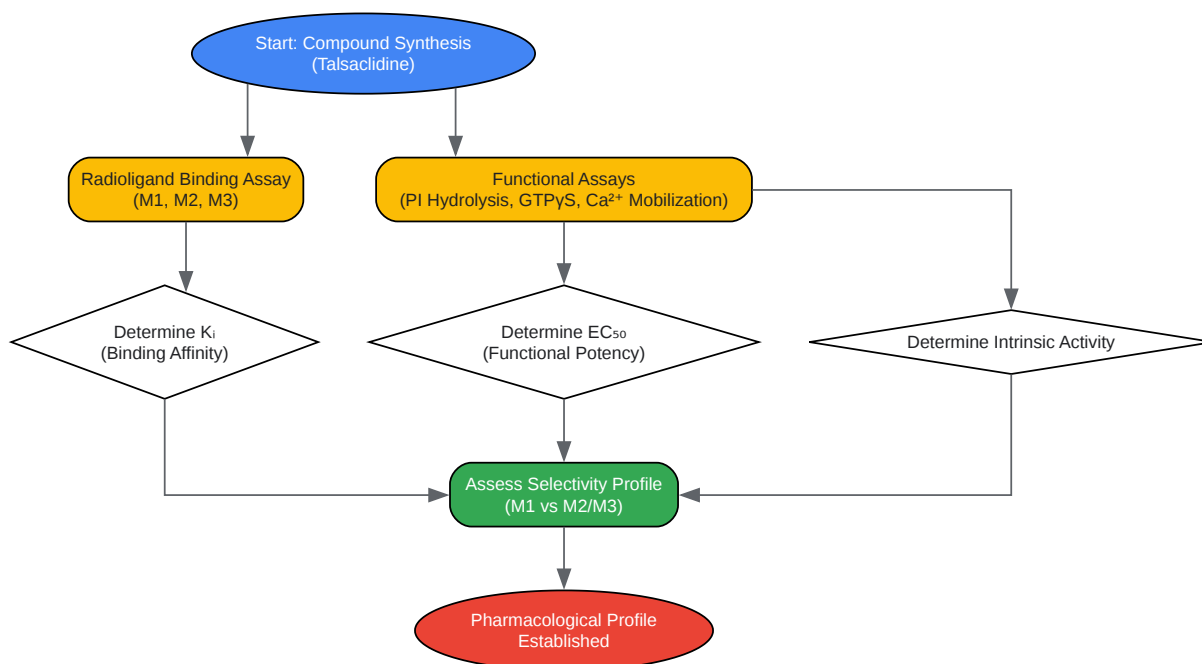 Start: Compound Synthesis
(Talsaclidine)
Radioligand Binding Assay
(M1, M2, M3)
Functional Assays
(PI Hydrolysis, GTPγS, Ca²⁺ Mobilization)
Determine Kᵢ
(Binding Affinity)
Determine EC₅₀
(Functional Potency)
Determine Intrinsic Activity
Assess Selectivity Profile
(M1 vs M2/M3)
Pharmacological Profile
Established